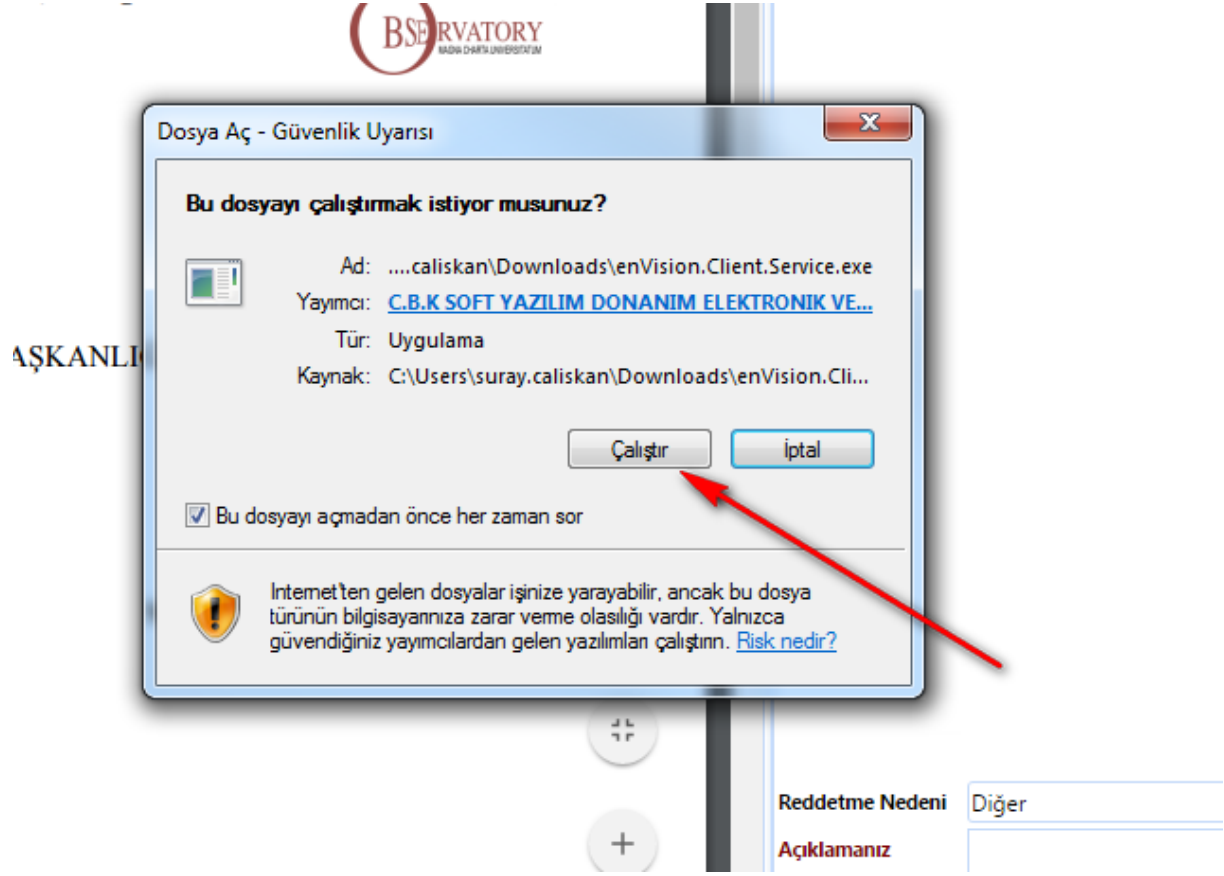 BSERVATORY
MAGNA CHARTA UNIVERSITATUM
Dosya Aç - Güvenlik Uyarısı
Bu dosyayı çalıştırmak istiyor musunuz?
Ad: ....caliskan\Downloads\enVision.Client.Service.exe
Yayımcı: C.B.K SOFT YAZILIM DONANIM ELEKTRONIK VE...
Tür: Uygulama
AŞKANLI
Kaynak: C:\Users\suray.caliskan\Downloads\enVision.Cli...
Çalıştır İptal
Bu dosyayı açmadan önce her zaman sor
Internet'ten gelen dosyalar işinize yarayabilir, ancak bu dosya
türünün bilgisayarınıza zarar verme olasılığı vardır. Yalnızca
güvendiğiniz yayımcılardan gelen yazılımları çalıştırın. Risk nedir?
Reddetme Nedeni Diğer
Açıklamanız